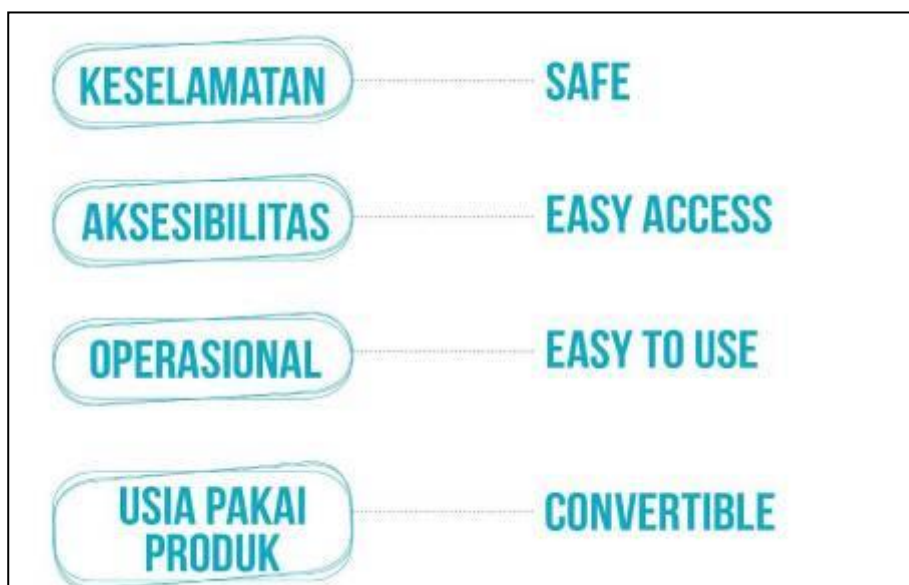 KESELAMATAN
SAFE
AKSESIBILITAS
EASY ACCESS
OPERASIONAL
EASY TO USE
USIA PAKAI
PRODUK
CONVERTIBLE